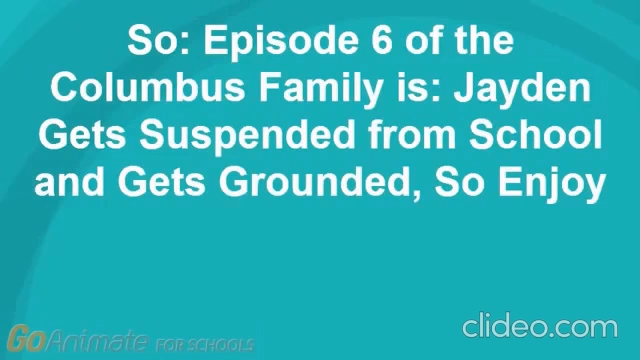 So: Episode 6 of the
Columbus Family is: Jayden
Gets Suspended from School
and Gets Grounded, So Enjoy
GoAnimate FOR SCHOOLS
clideo.com